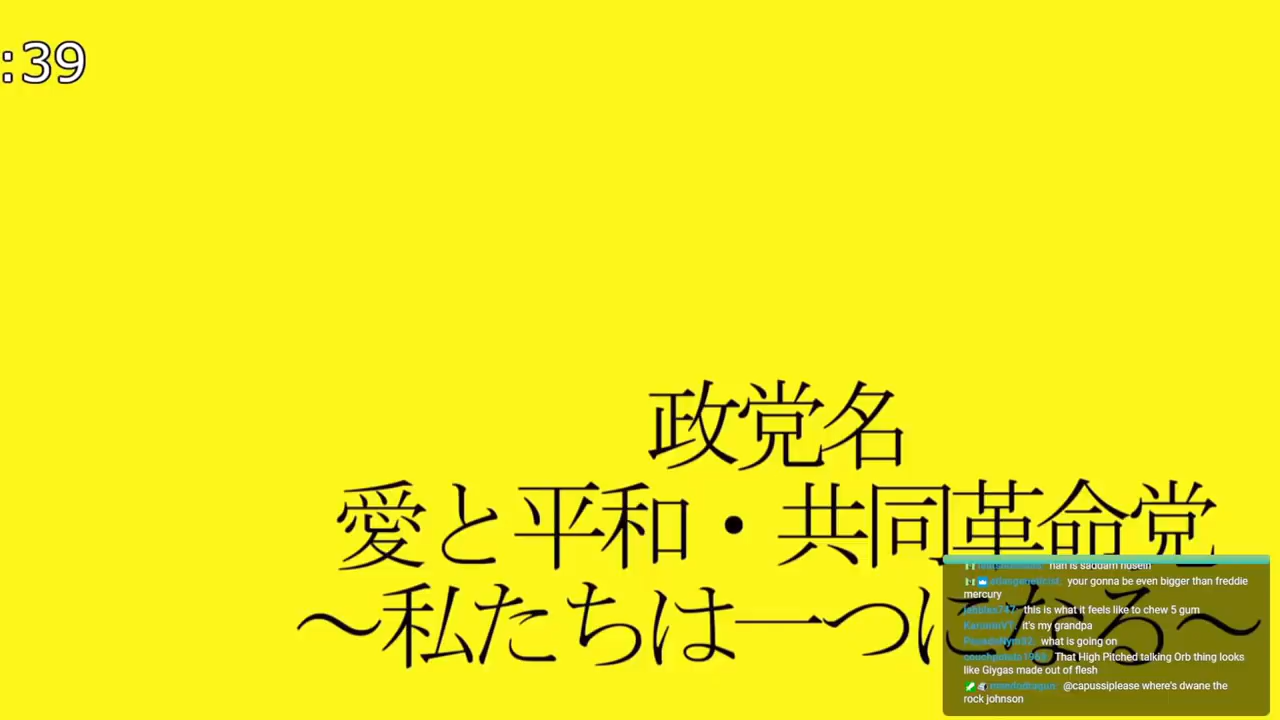 :39
政党名
愛と平和・共同革命党
〜私たちは一つになる〜
han is saddam husein
your gonna be even bigger than freddie
mercury
this is what it feels like to chew 5 gum
it's my grandpa
what is going on
That High Pitched talking Orb thing looks
like Giygas made out of flesh
@capussiplease where's dwane the
rock johnson